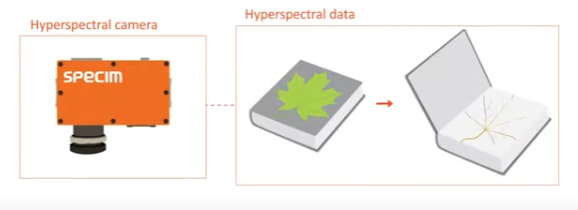 Hyperspectral camera
Hyperspectral data
SPECIM